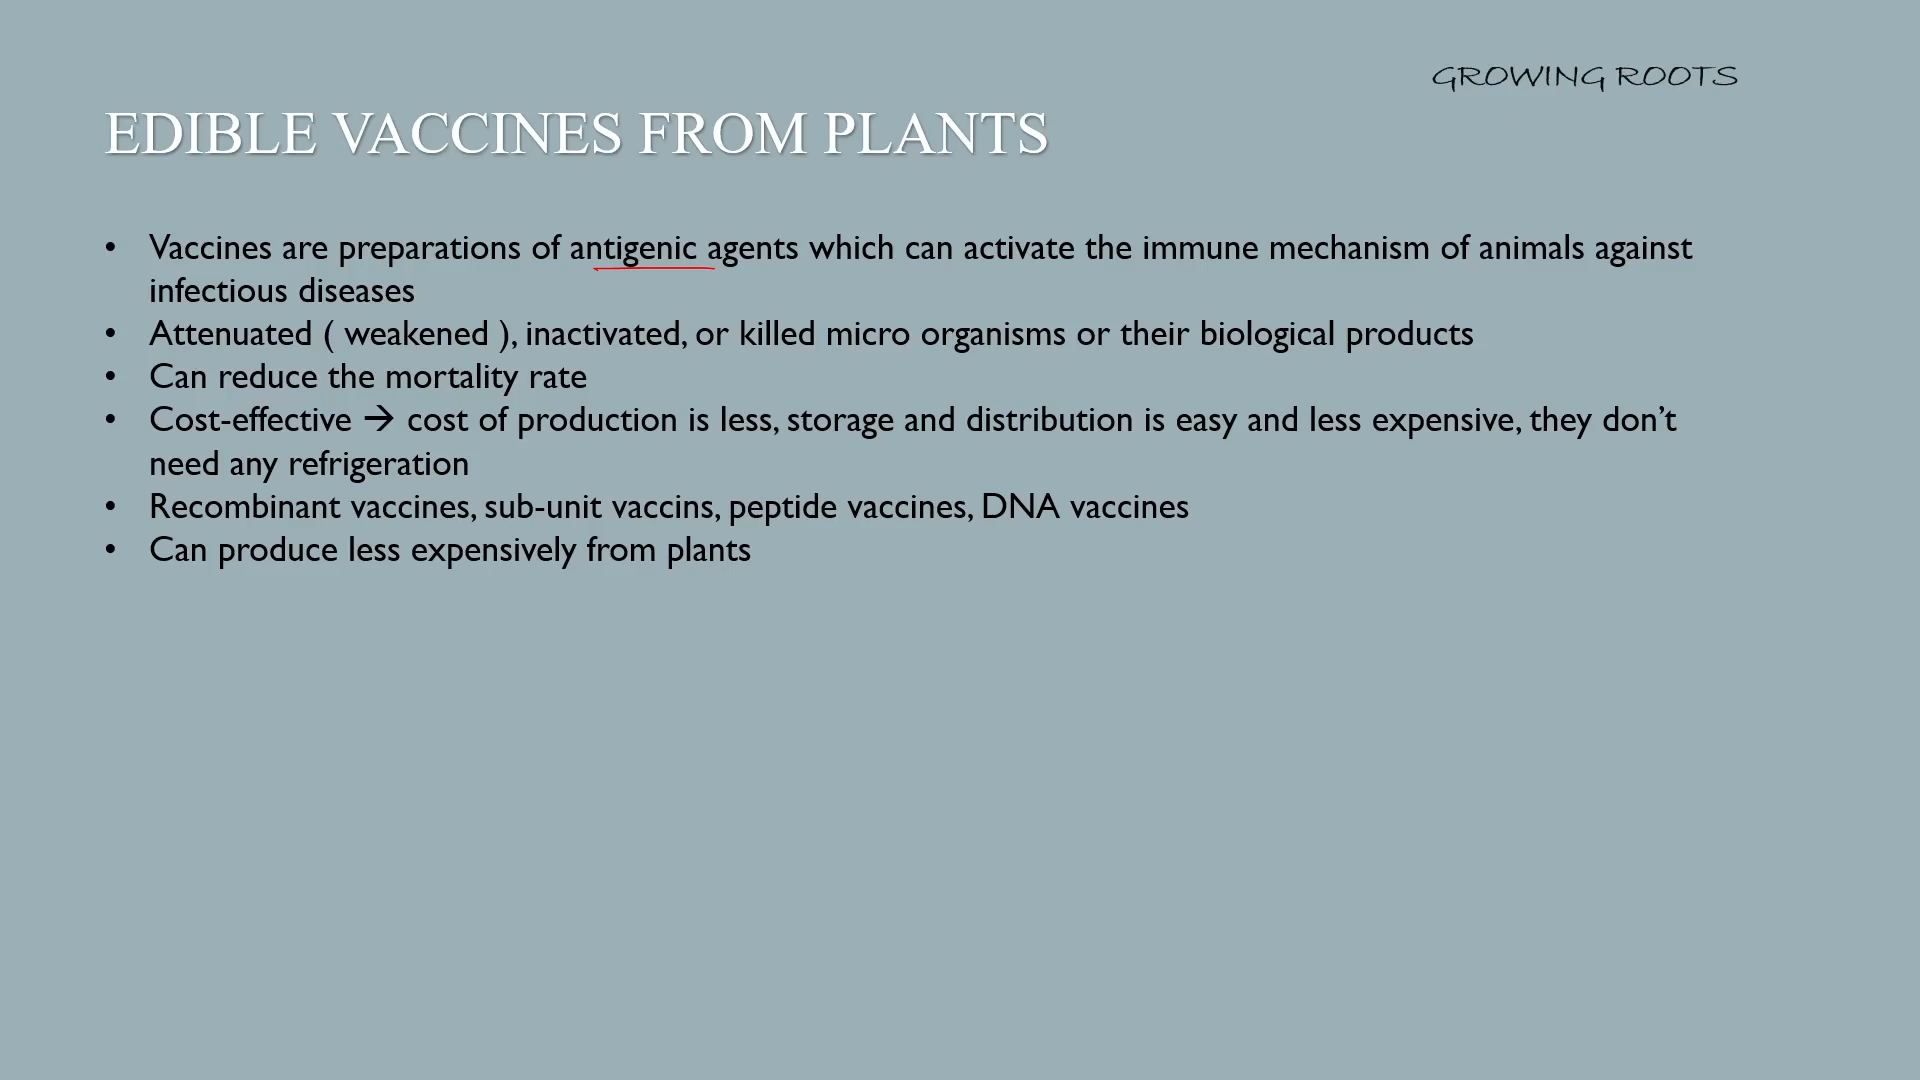 GROWING ROOTS
EDIBLE VACCINES FROM PLANTS
• Vaccines are preparations of antigenic agents which can activate the immune mechanism of animals against
infectious diseases
• Attenuated ( weakened ), inactivated, or killed micro organisms or their biological products
• Can reduce the mortality rate
• Cost-effective → cost of production is less, storage and distribution is easy and less expensive, they don’t
need any refrigeration
• Recombinant vaccines, sub-unit vaccins, peptide vaccines, DNA vaccines
• Can produce less expensively from plants